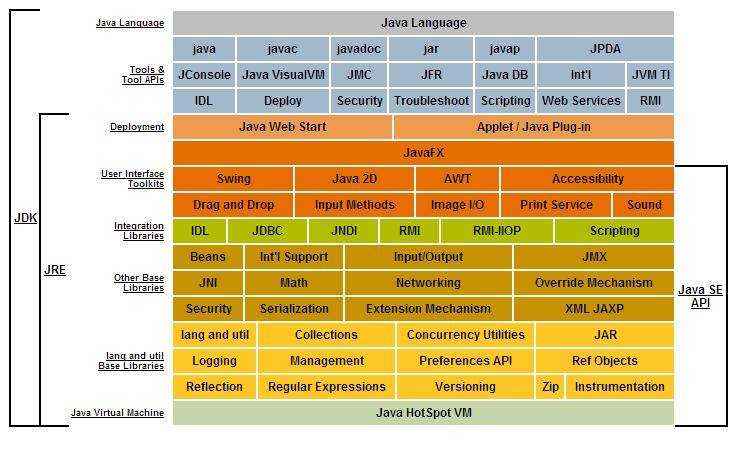 Java Language Java Language
java javac javadoc jar javap JPDA
Tools &
Tool APIs
JConsole Java VisualVM JMC JFR Java DB Int'l JVM TI
IDL Deploy Security Troubleshoot Scripting Web Services RMI
Deployment Java Web Start Applet / Java Plug-in
JavaFX
User Interface
Toolkits
Swing Java 2D AWT Accessibility
Drag and Drop Input Methods Image I/O Print Service Sound
Integration
Libraries
IDL JDBC JNDI RMI RMI-IIOP Scripting
Beans Int'l Support Input/Output JMX
Other Base
Libraries
JNI Math Networking Override Mechanism
Security Serialization Extension Mechanism XML JAXP
lang and util
Base Libraries
lang and util Collections Concurrency Utilities JAR
Logging Management Preferences API Ref Objects
Reflection Regular Expressions Versioning Zip Instrumentation
Java Virtual Machine Java HotSpot VM
JDK
JRE
Java SE
API